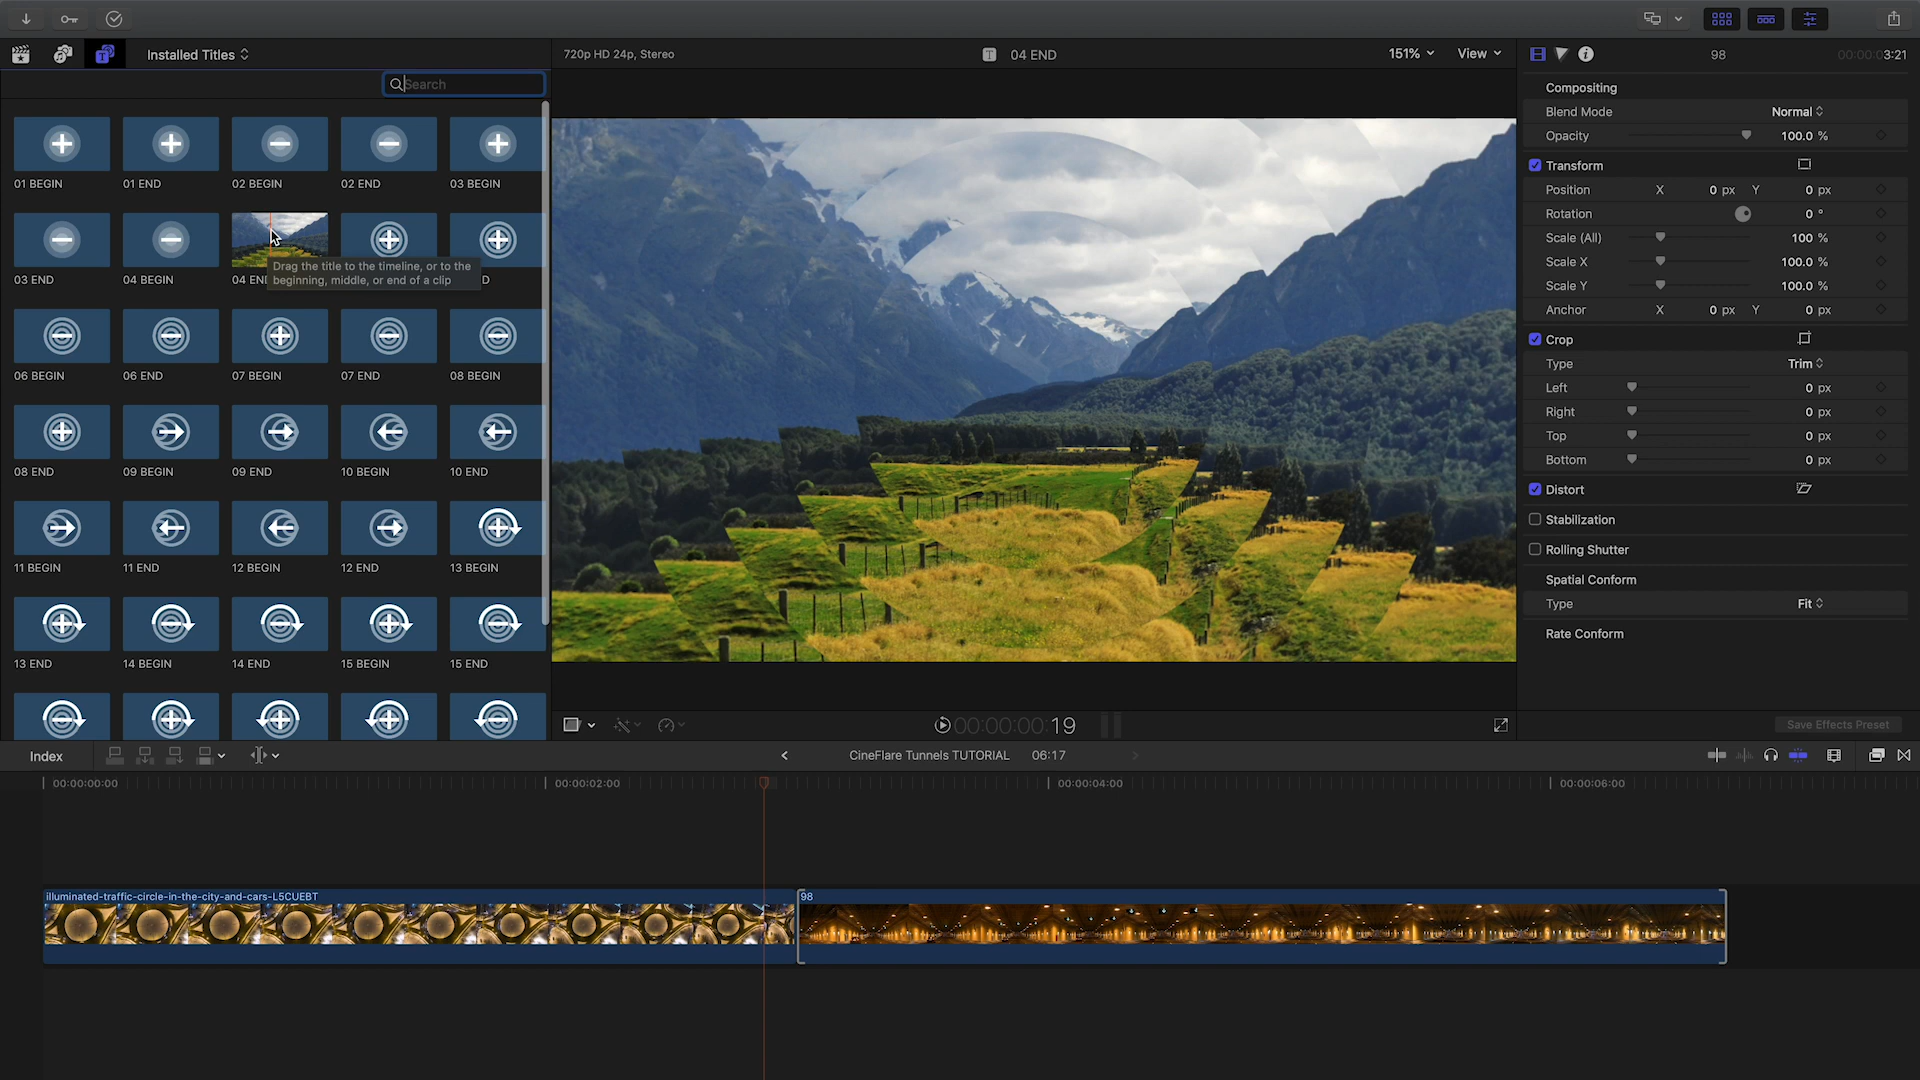 Installed Titles
720p HD 24p, Stereo
T
04 END
151%
View
98
00:00:00:03:21
Search
01 BEGIN
01 END
02 BEGIN
02 END
03 BEGIN
03 END
04 BEGIN
04 EN
D
Drag the title to the timeline, or to the
beginning, middle, or end of a clip
06 BEGIN
06 END
07 BEGIN
07 END
08 BEGIN
08 END
09 BEGIN
09 END
10 BEGIN
10 END
11 BEGIN
11 END
12 BEGIN
12 END
13 BEGIN
13 END
14 BEGIN
14 END
15 BEGIN
15 END
Compositing
Blend Mode
Normal
Opacity
100.0 %
Transform
Position X 0 px Y 0 px
Rotation 0 °
Scale (All) 100 %
Scale X 100.0 %
Scale Y 100.0 %
Anchor X 0 px Y 0 px
Crop
Type Trim
Left 0 px
Right 0 px
Top 0 px
Bottom 0 px
Distort
Stabilization
Rolling Shutter
Spatial Conform
Type Fit
Rate Conform
Save Effects Preset
00:00:00:19
Index
CineFlare Tunnels TUTORIAL 06:17
00:00:00:00
00:00:02:00
00:00:04:00
00:00:06:00
illuminated-traffic-circle-in-the-city-and-cars-L5CUEBT
98